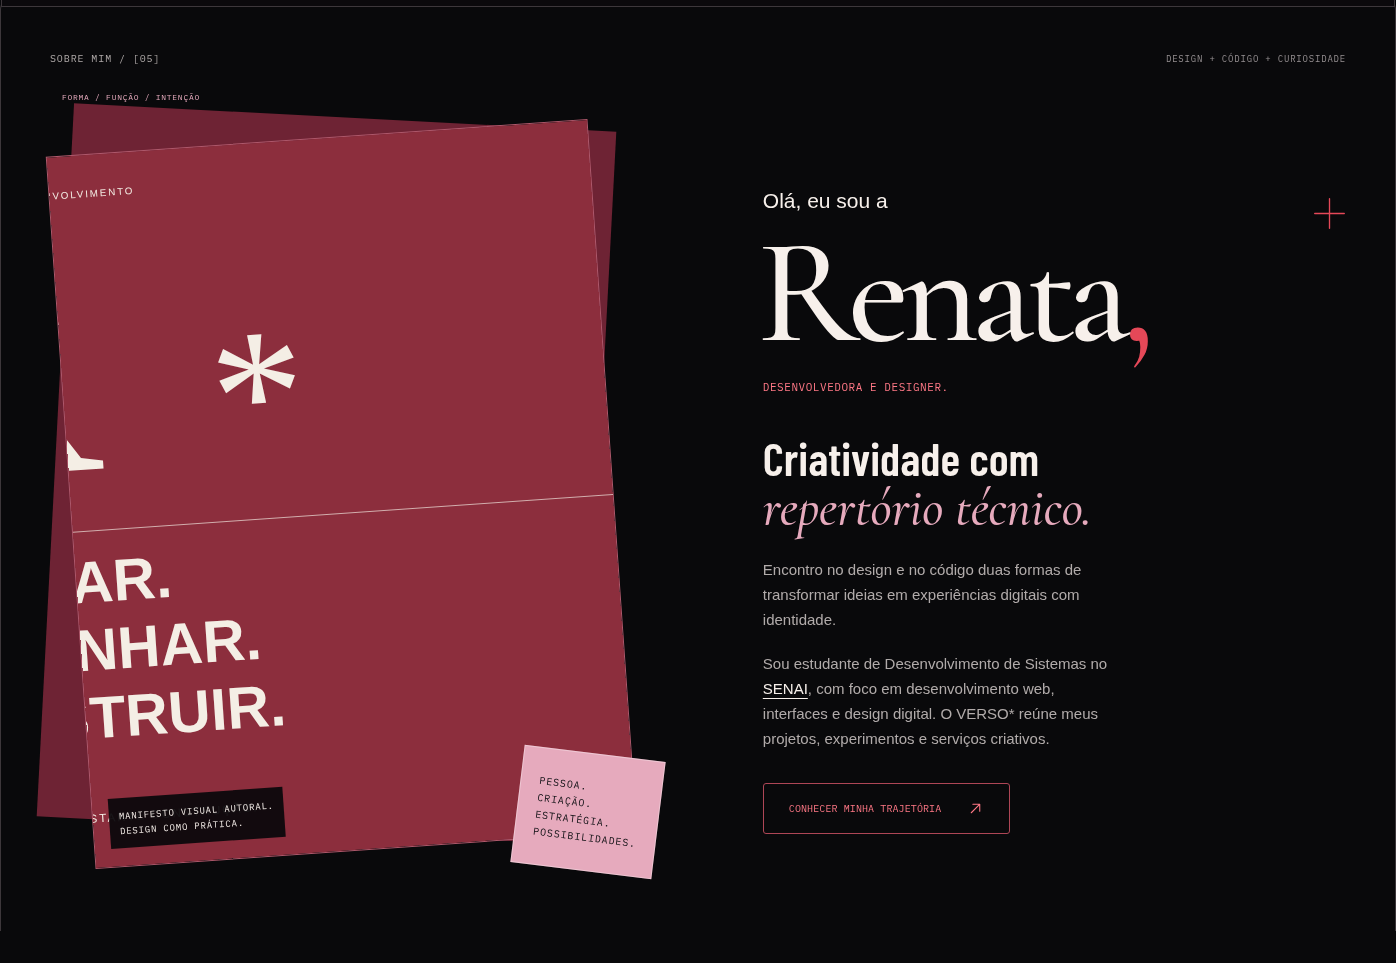 SOBRE MIM / [05]
DESIGN + CÓDIGO + CURIOSIDADE
FORMA / FUNÇÃO / INTENÇÃO
VOLVIMENTO
*
AR.
NHAR.
TRUIR.
MANIFESTO VISUAL AUTORAL.
DESIGN COMO PRÁTICA.
PESSOA.
CRIAÇÃO.
ESTRATÉGIA.
POSSIBILIDADES.
Olá, eu sou a
Renata,
DESENVOLVEDORA E DESIGNER.
Criatividade com
repertório técnico.
Encontro no design e no código duas formas de
transformar ideias em experiências digitais com
identidade.
Sou estudante de Desenvolvimento de Sistemas no
SENAI, com foco em desenvolvimento web,
interfaces e design digital. O VERSO* reúne meus
projetos, experimentos e serviços criativos.
CONHECER MINHA TRAJETÓRIA